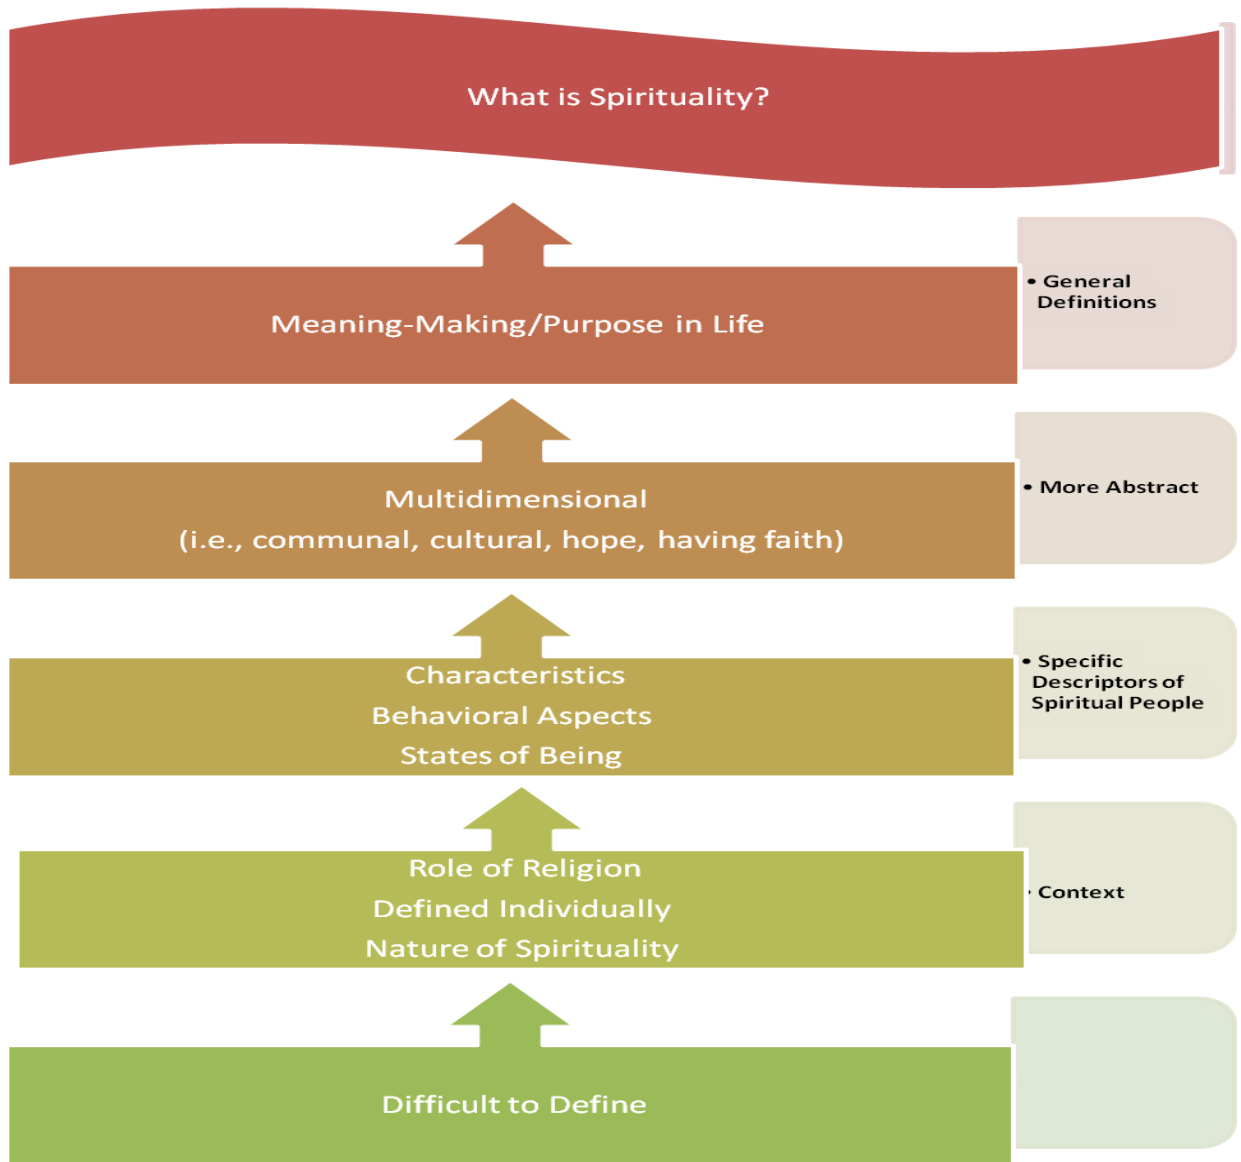 What is Spirituality?
Meaning-Making/Purpose in Life
• General
Definitions
Multidimensional
(i.e., communal, cultural, hope, having faith)
• More Abstract
Characteristics
Behavioral Aspects
States of Being
• Specific
Descriptors of
Spiritual People
Role of Religion
Defined Individually
Nature of Spirituality
• Context
Difficult to Define